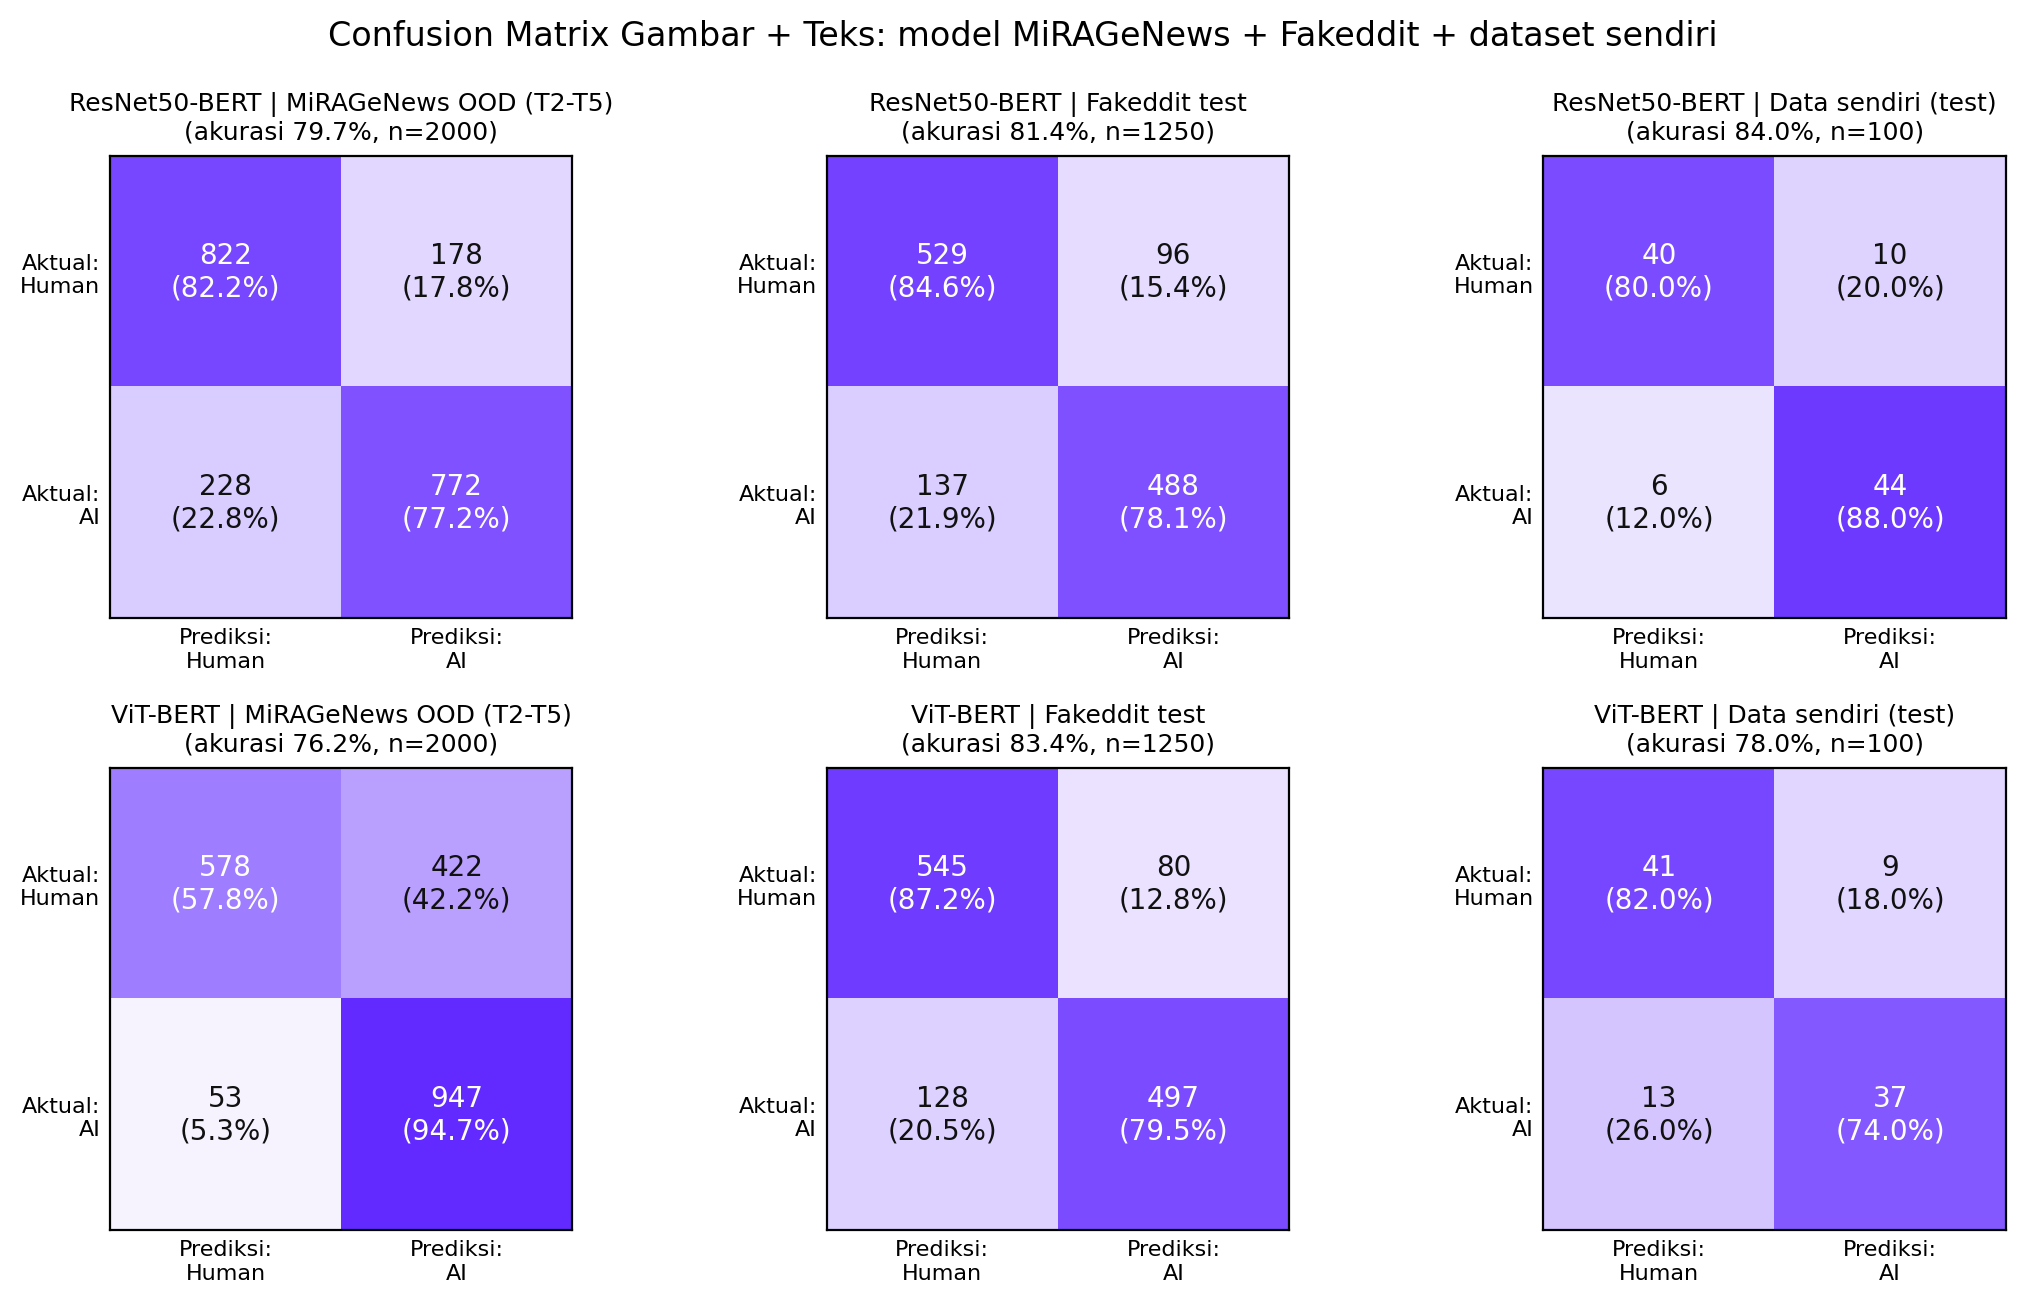 Confusion Matrix Gambar + Teks: model MiRAGeNews + Fakeddit + dataset sendiri
ResNet50-BERT | MiRAGeNews OOD (T2-T5)
(akurasi 79.7%, n=2000)
Aktual:
Human
822
(82.2%)
178
(17.8%)
Aktual:
AI
228
(22.8%)
772
(77.2%)
Prediksi:
Human
Prediksi:
AI
ResNet50-BERT | Fakeddit test
(akurasi 81.4%, n=1250)
Aktual:
Human
529
(84.6%)
96
(15.4%)
Aktual:
AI
137
(21.9%)
488
(78.1%)
Prediksi:
Human
Prediksi:
AI
ResNet50-BERT | Data sendiri (test)
(akurasi 84.0%, n=100)
Aktual:
Human
40
(80.0%)
10
(20.0%)
Aktual:
AI
6
(12.0%)
44
(88.0%)
Prediksi:
Human
Prediksi:
AI
ViT-BERT | MiRAGeNews OOD (T2-T5)
(akurasi 76.2%, n=2000)
Aktual:
Human
578
(57.8%)
422
(42.2%)
Aktual:
AI
53
(5.3%)
947
(94.7%)
Prediksi:
Human
Prediksi:
AI
ViT-BERT | Fakeddit test
(akurasi 83.4%, n=1250)
Aktual:
Human
545
(87.2%)
80
(12.8%)
Aktual:
AI
128
(20.5%)
497
(79.5%)
Prediksi:
Human
Prediksi:
AI
ViT-BERT | Data sendiri (test)
(akurasi 78.0%, n=100)
Aktual:
Human
41
(82.0%)
9
(18.0%)
Aktual:
AI
13
(26.0%)
37
(74.0%)
Prediksi:
Human
Prediksi:
AI